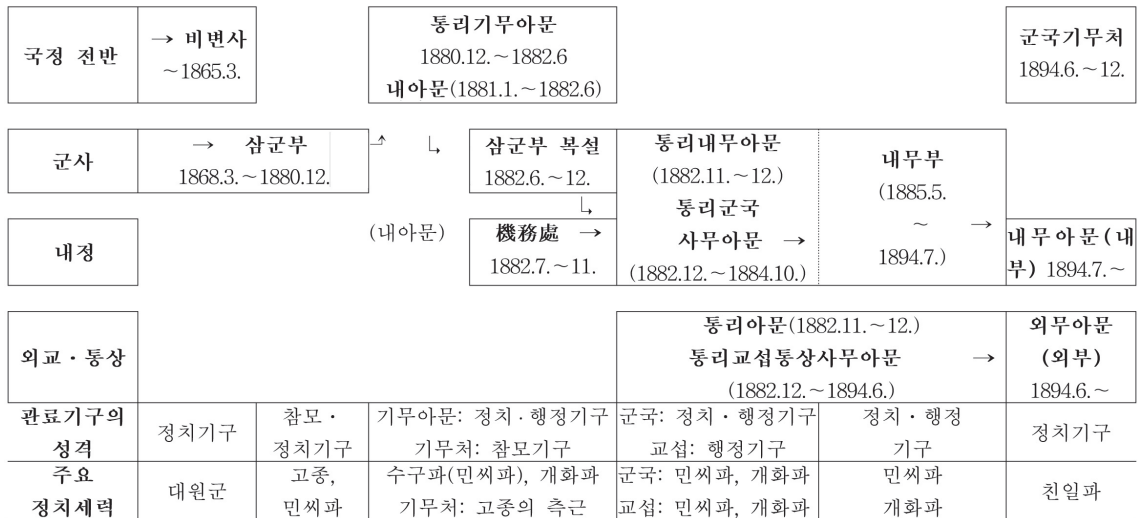 국정 전반
→ 비변사
~1865.3.
통리기무아문
1880.12.~1882.6
내아문(1881.1.~1882.6)
군국기무처
1894.6.~12.
군사
→ 삼군부
1868.3.~1880.12.
삼군부 복설
1882.6.~12.
통리내무아문
(1882.11.~12.)
통리군국
사무아문 →
(1882.12.~1884.10.)
내무부
(1885.5.
~
1894.7.)
→
내정
(내아문)
機務處 →
1882.7.~11.
내무아문(내
부) 1894.7.~
외교·통상
통리아문(1882.11.~12.)
통리교섭통상사무아문 →
(1882.12.~1894.6.)
외무아문
(외부)
1894.6.~
관료기구의
성격
정치기구
참모·
정치기구
기무아문: 정치·행정기구
기무처: 참모기구
군국: 정치·행정기구
교섭: 행정기구
정치·행정
기구
정치기구
주요
정치세력
대원군
고종,
민씨파
수구파(민씨파), 개화파
기무처: 고종의 측근
군국: 민씨파, 개화파
교섭: 민씨파, 개화파
민씨파
개화파
친일파